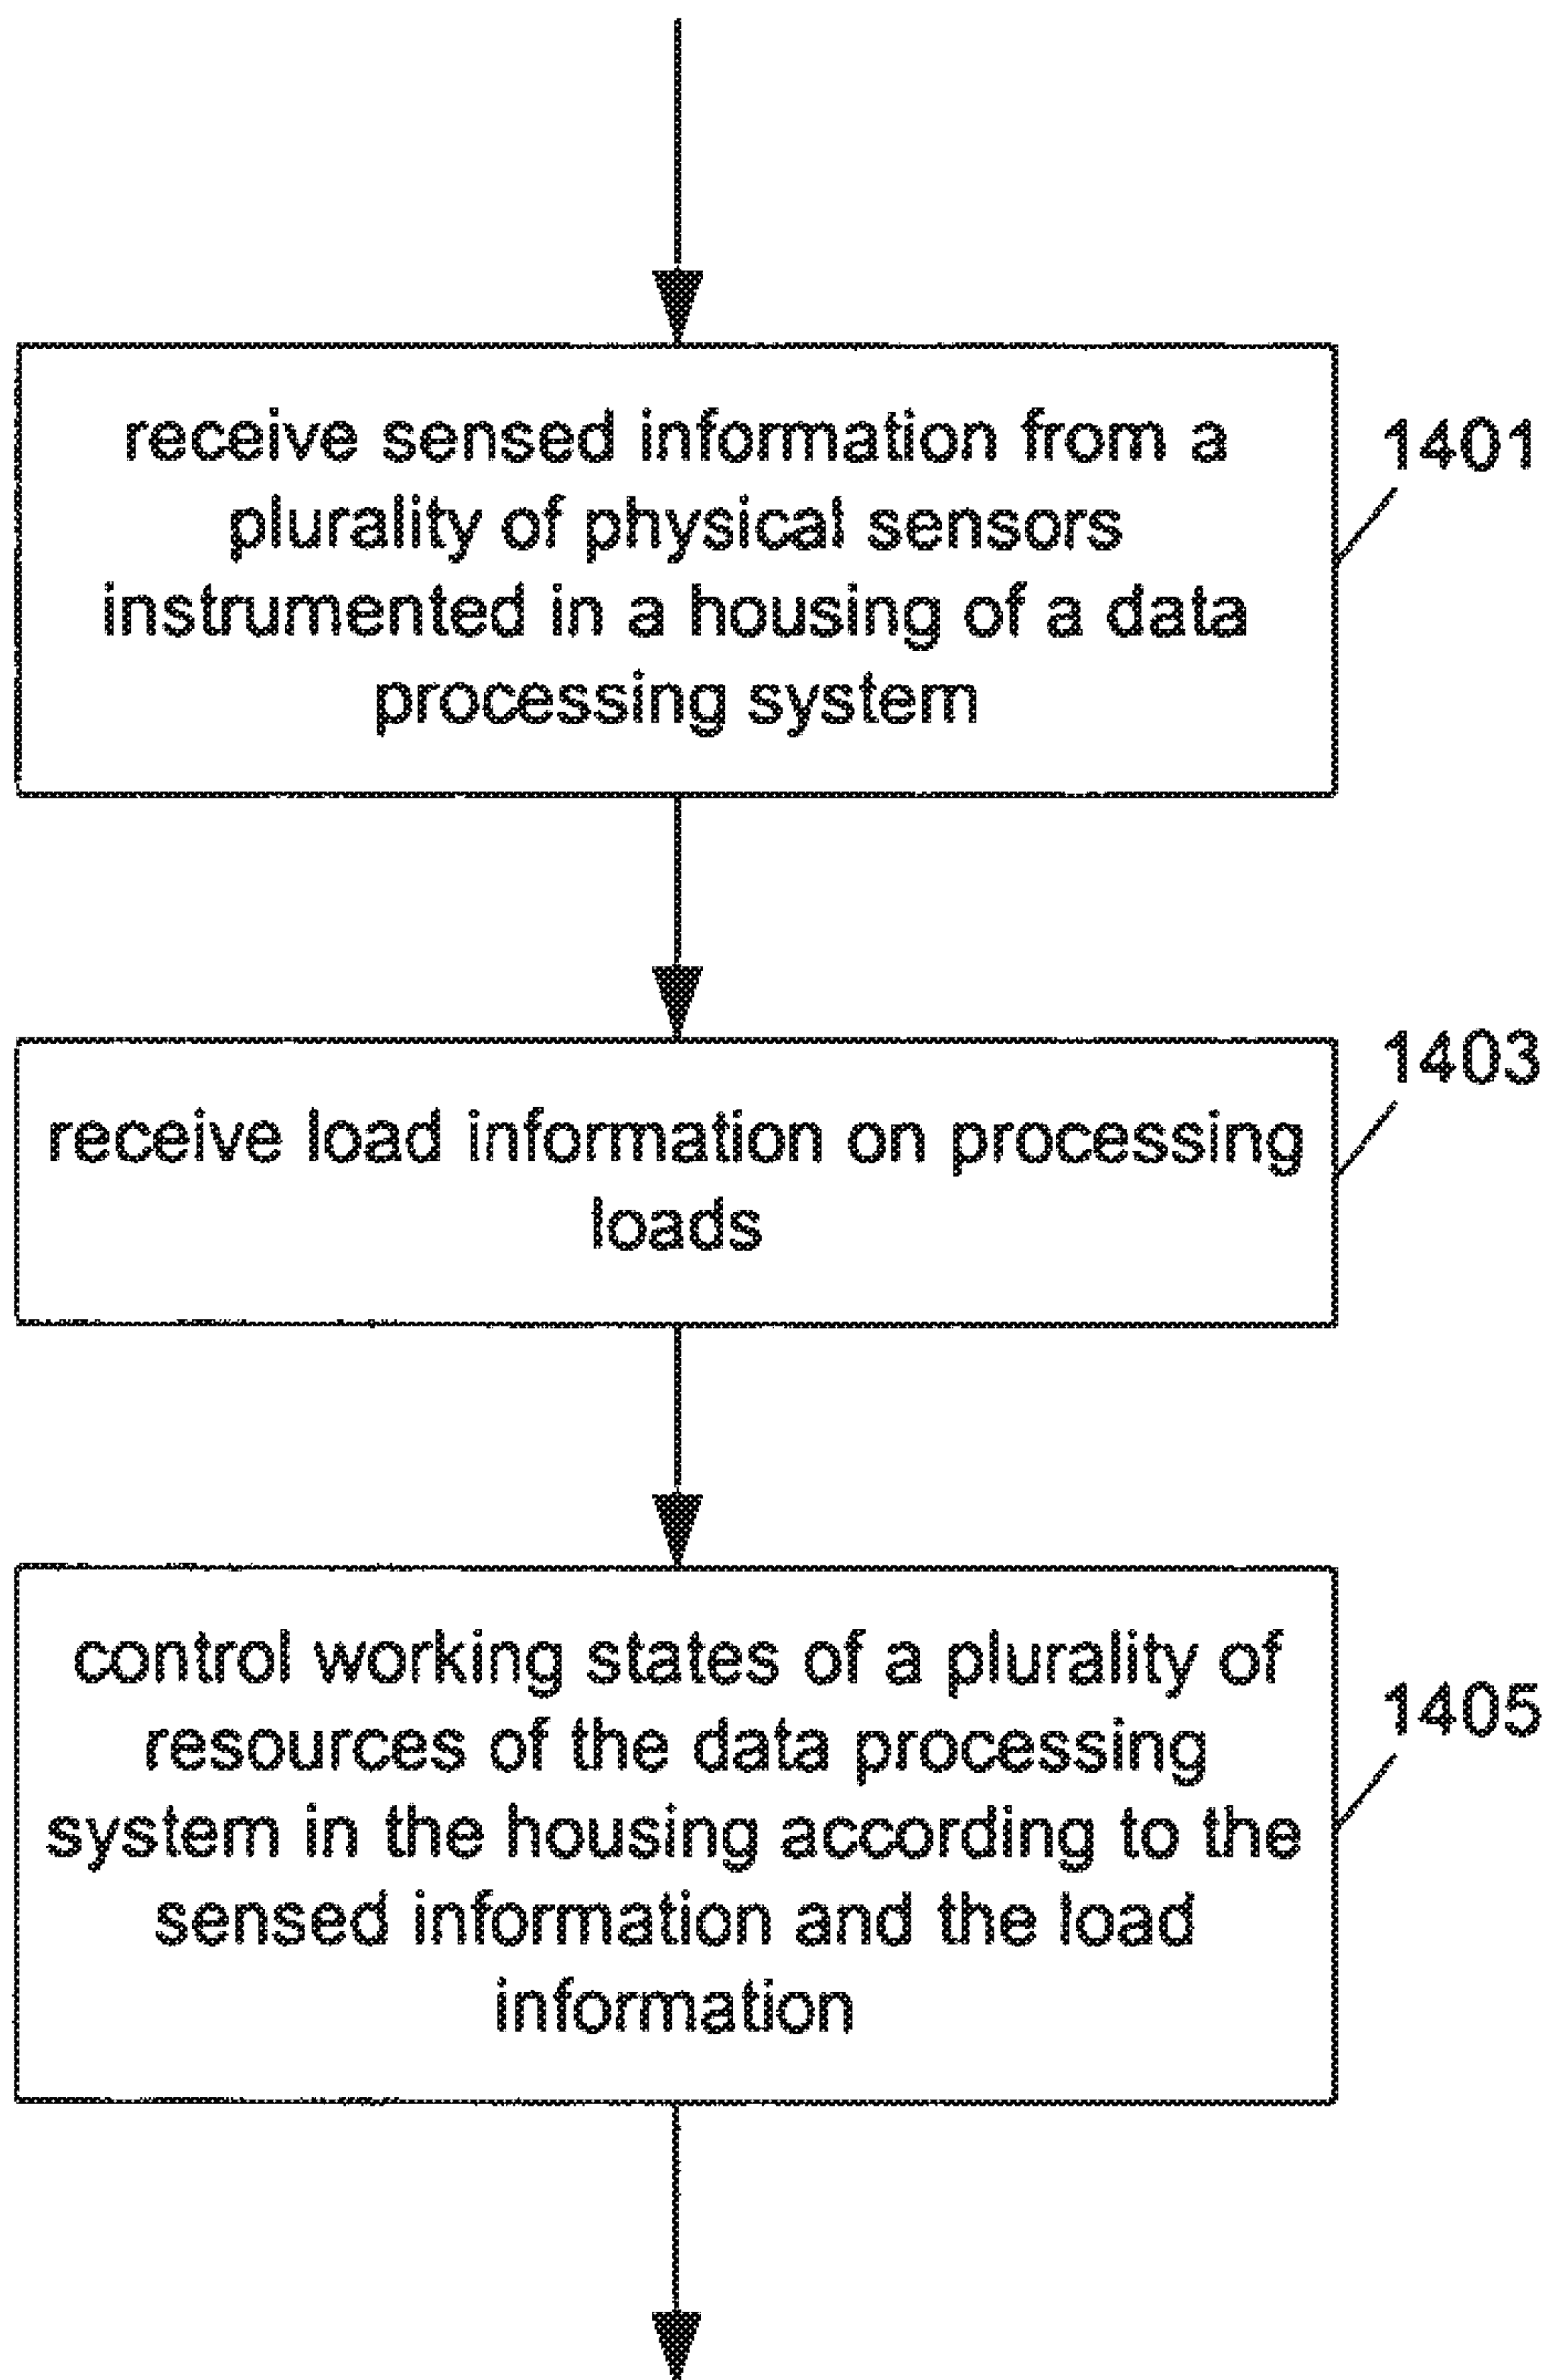 receive sensed information from a
plurality of physical sensors
instrumented in a housing of a data
processing system
1401
receive load information on processing
loads
1403
control working states of a plurality of
resources of the data processing
system in the housing according to the
sensed information and the load
information
1405